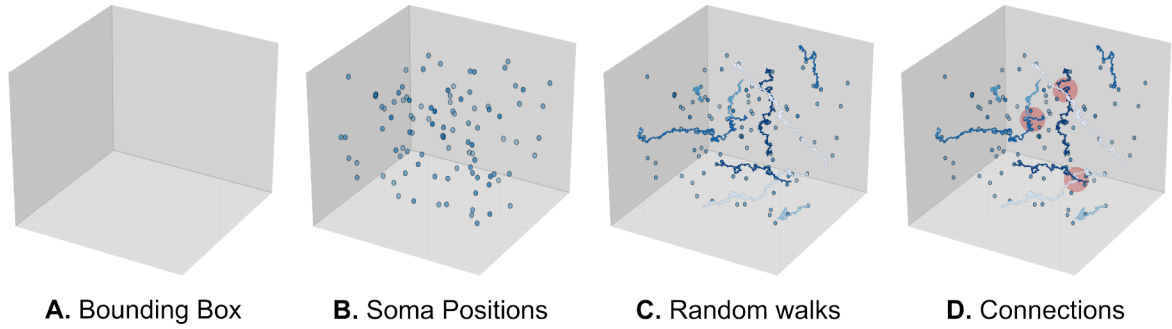 A. Bounding Box
B. Soma Positions
C. Random walks
D. Connections